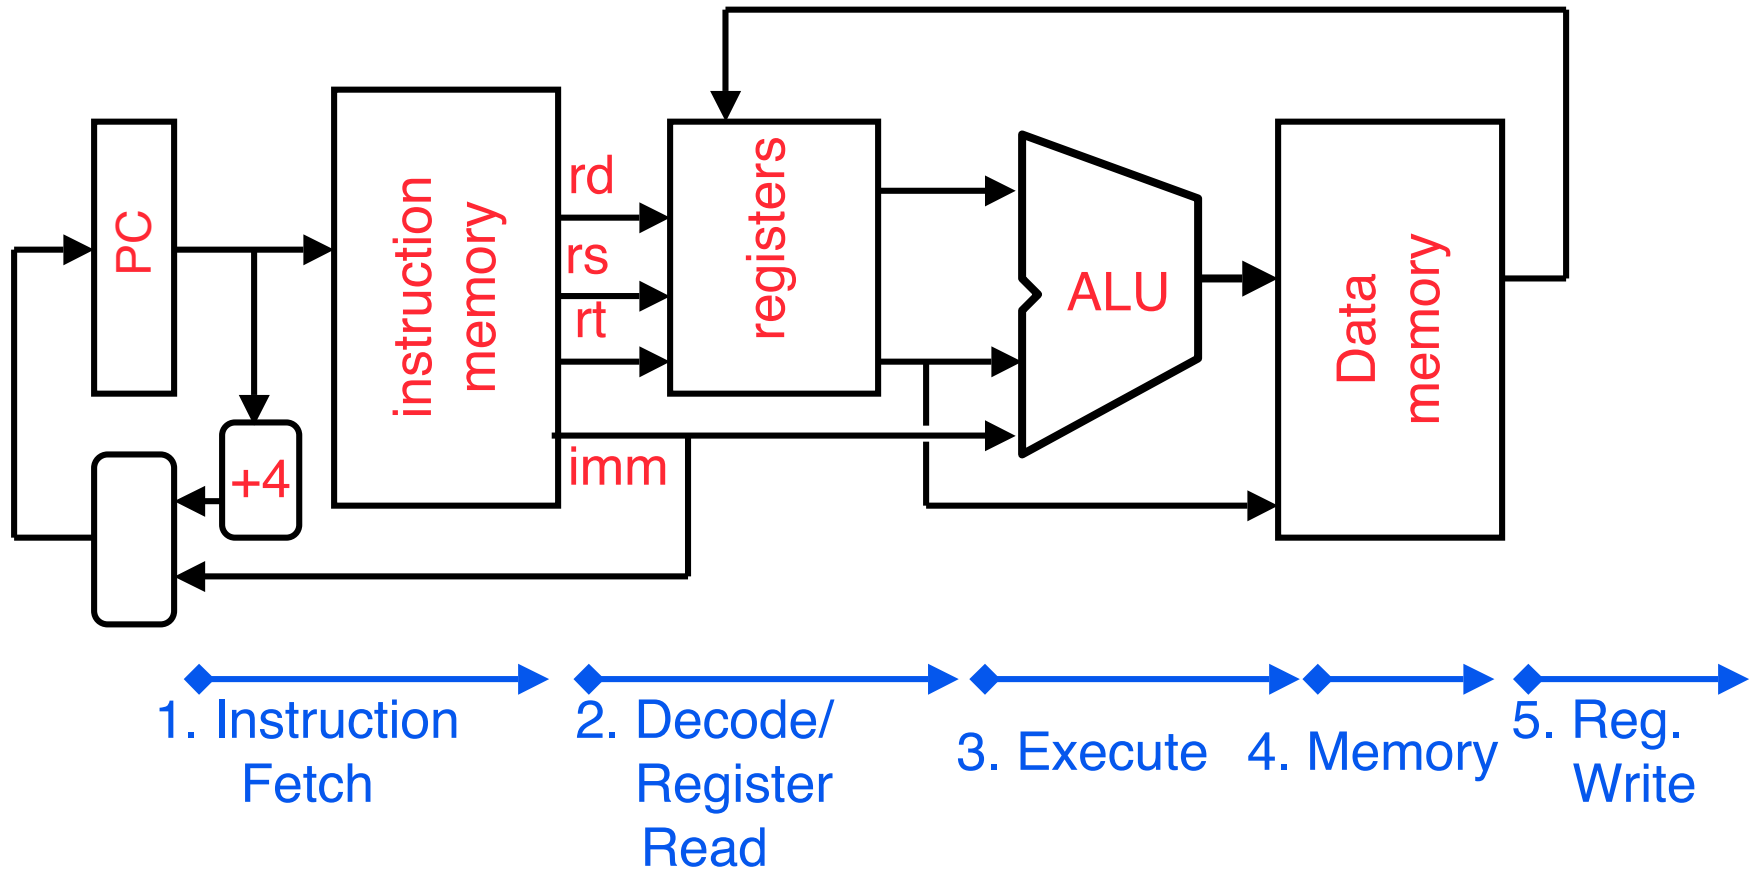 PC
+4
instruction
memory
rd
rs
rt
imm
registers
ALU
Data
memory
1. Instruction
Fetch
2. Decode/
Register
Read
3. Execute
4. Memory
5. Reg.
Write